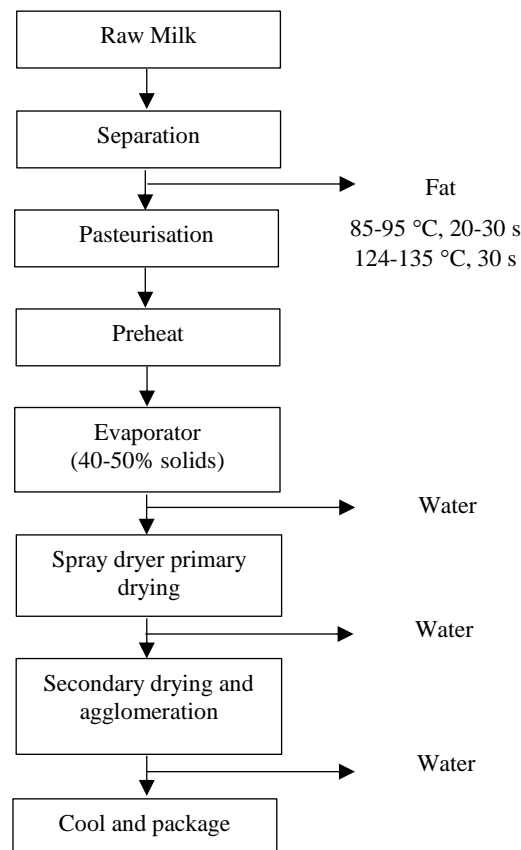 Raw Milk
Separation
Fat
Pasteurisation
85-95 °C, 20-30 s
124-135 °C, 30 s
Preheat
Evaporator
(40-50% solids)
Water
Spray dryer primary
drying
Water
Secondary drying and
agglomeration
Water
Cool and package